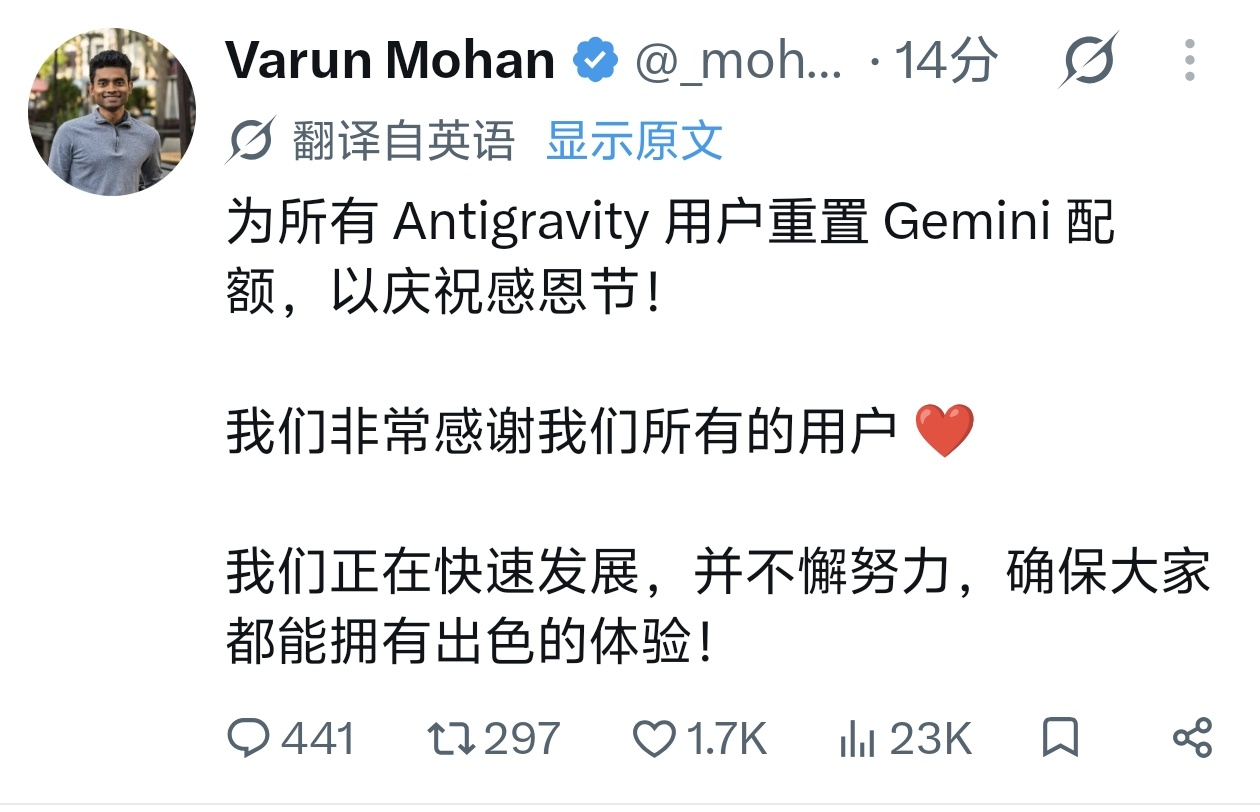 Varun Mohan @_moh... · 14分
翻译自英语 显示原文
为所有 Antigravity 用户重置 Gemini 配
额，以庆祝感恩节！
我们非常感谢我们所有的用户 ❤️
我们正在快速发展，并不懈努力，确保大家
都能拥有出色的体验！
441 297 1.7K 23K